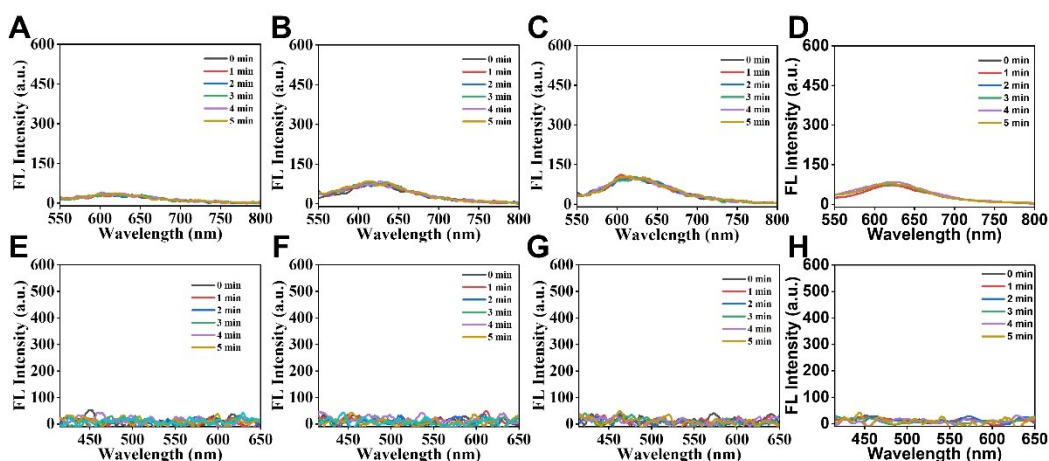 A
FL Intensity (a.u.)
600
450
300
150
0
550 600 650 700 750 800
Wavelength (nm)
0 min
1 min
2 min
3 min
4 min
5 min
B
FL Intensity (a.u.)
600
450
300
150
0
550 600 650 700 750 800
Wavelength (nm)
0 min
1 min
2 min
3 min
4 min
5 min
C
FL Intensity (a.u.)
600
450
300
150
0
550 600 650 700 750 800
Wavelength (nm)
0 min
1 min
2 min
3 min
4 min
5 min
D
FL Intensity (a.u.)
600
450
300
150
0
550 600 650 700 750 800
Wavelength (nm)
0 min
1 min
2 min
3 min
4 min
5 min
E
FL Intensity (a.u.)
600
500
400
300
200
100
0
450 500 550 600 650
Wavelength (nm)
0 min
1 min
2 min
3 min
4 min
5 min
F
FL Intensity (a.u.)
600
500
400
300
200
100
0
450 500 550 600 650
Wavelength (nm)
0 min
1 min
2 min
3 min
4 min
5 min
G
FL Intensity (a.u.)
600
500
400
300
200
100
0
450 500 550 600 650
Wavelength (nm)
0 min
1 min
2 min
3 min
4 min
5 min
H
FL Intensity (a.u.)
600
500
400
300
200
100
0
450 500 550 600 650
Wavelength (nm)
0 min
1 min
2 min
3 min
4 min
5 min